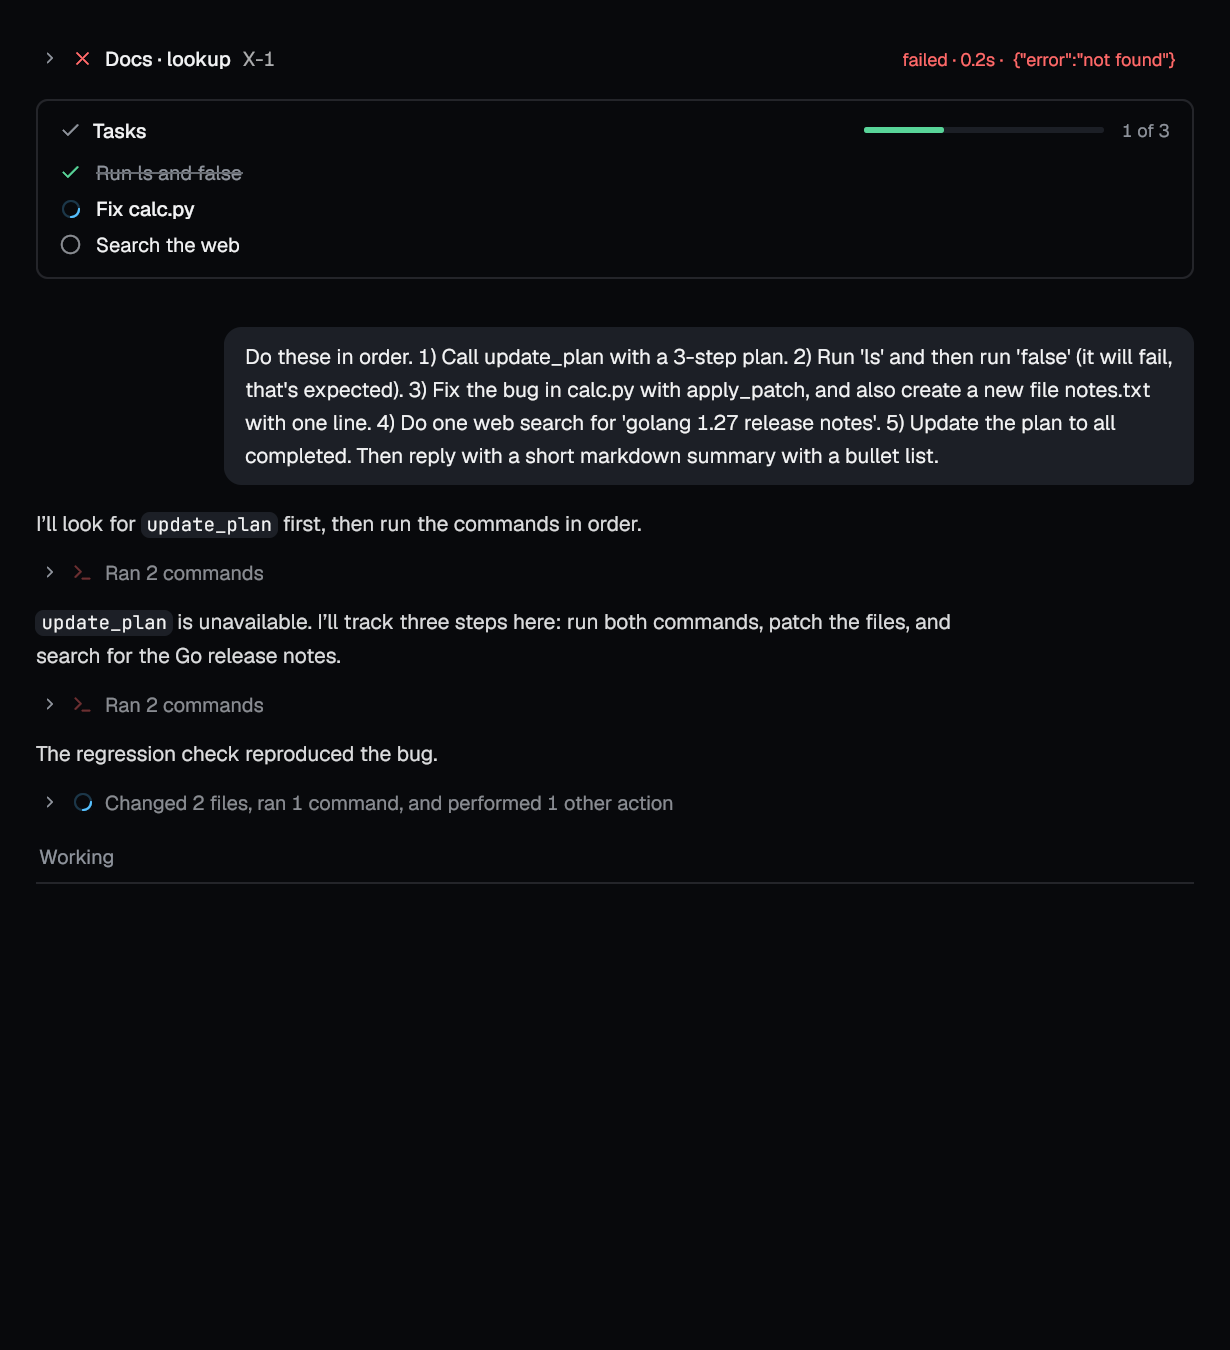 Docs · lookup X-1 failed · 0.2s · {"error":"not found"}
Tasks 1 of 3
Run ls and false
Fix calc.py
Search the web
Do these in order. 1) Call update_plan with a 3-step plan. 2) Run 'ls' and then run 'false' (it will fail,
that's expected). 3) Fix the bug in calc.py with apply_patch, and also create a new file notes.txt
with one line. 4) Do one web search for 'golang 1.27 release notes'. 5) Update the plan to all
completed. Then reply with a short markdown summary with a bullet list.
I’ll look for update_plan first, then run the commands in order.
Ran 2 commands
update_plan is unavailable. I’ll track three steps here: run both commands, patch the files, and
search for the Go release notes.
Ran 2 commands
The regression check reproduced the bug.
Changed 2 files, ran 1 command, and performed 1 other action
Working